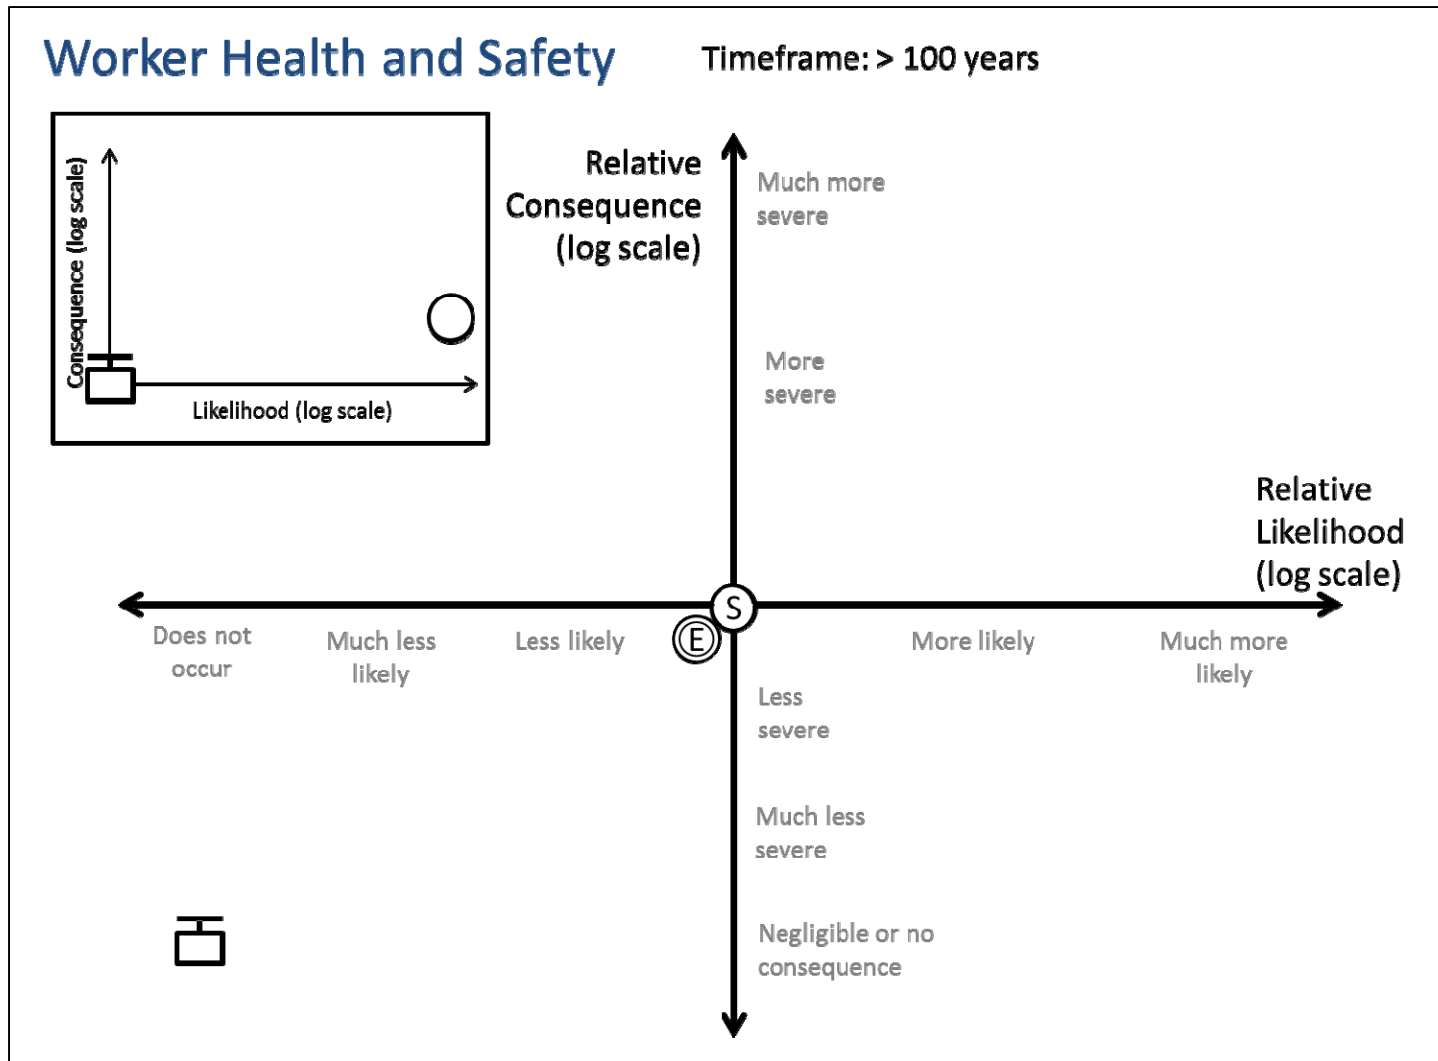 Worker Health and Safety
Timeframe: > 100 years
Consequence (log scale)
Likelihood (log scale)
Relative
Consequence
(log scale)
Much more
severe
More
severe
Relative
Likelihood
(log scale)
S
E
Does not
occur
Much less
likely
Less likely
More likely
Much more
likely
Less
severe
Much less
severe
Negligible or no
consequence